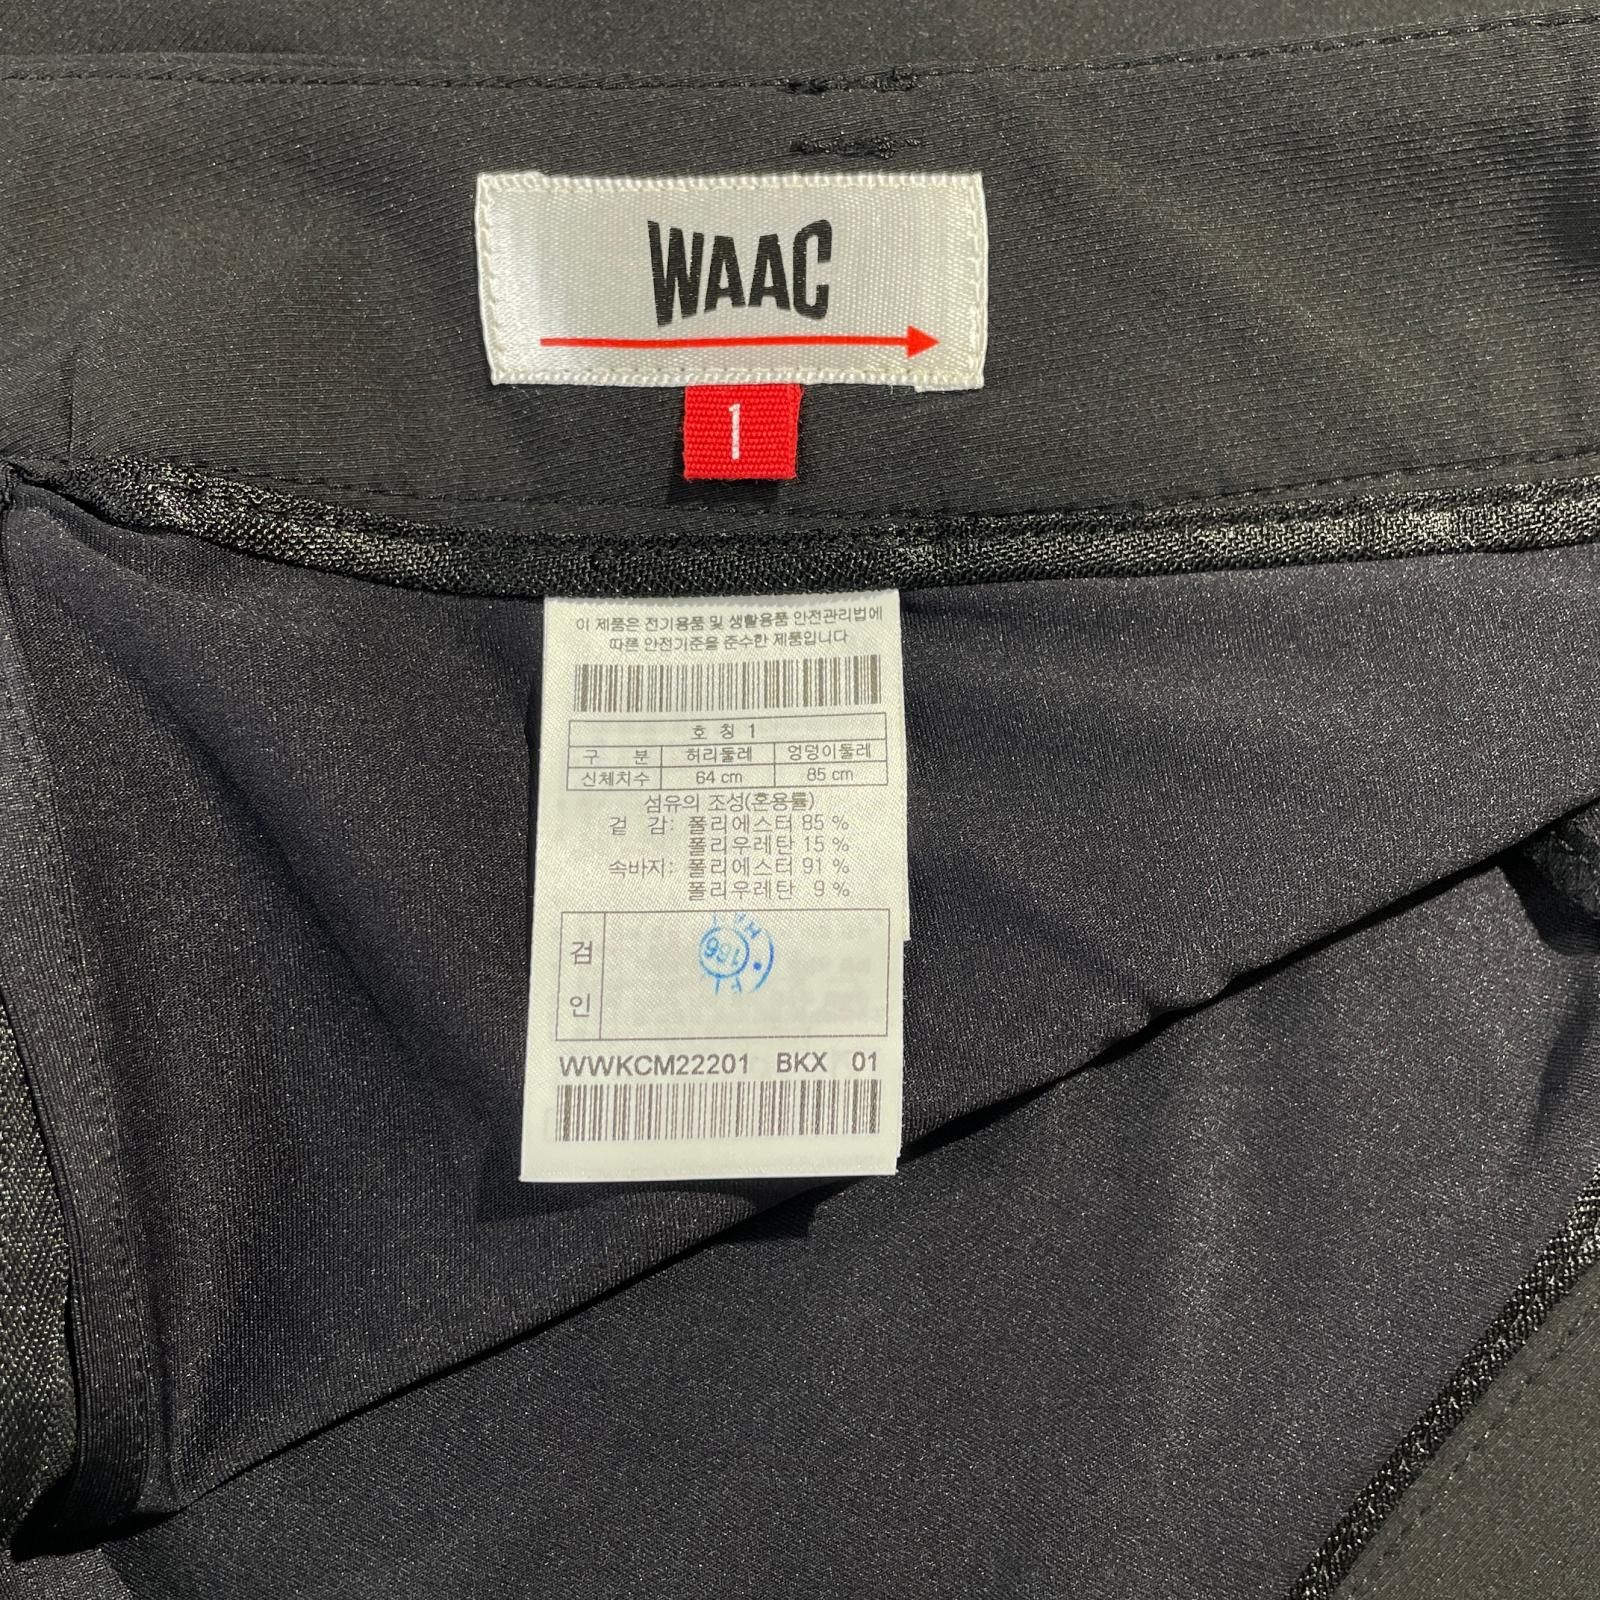 WAAC
1
이 제품은 전기용품 및 생활용품 안전관리법에
따른 안전기준을 준수한 제품입니다
호 칭 1
구 분 허리둘레 엉덩이둘레
신체치수 64 cm 85 cm
섬유의 조성(혼용률)
겉 감: 폴리에스터 85 %
폴리우레탄 15 %
속바지: 폴리에스터 91 %
폴리우레탄 9 %
검
인
166
WWKCM22201 BKX 01